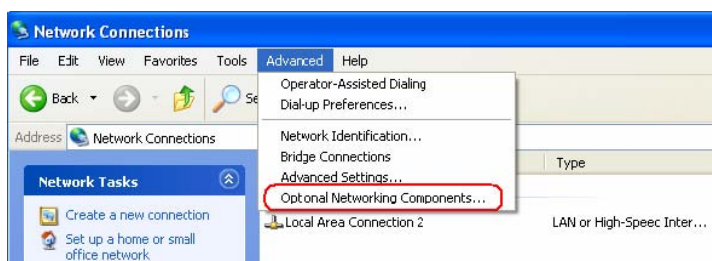 Network Connections
File Edit View Favorites Tools Advanced Help
Back
Address Network Connections
Operator-Assisted Dialing
Dial-up Preferences...
Network Identification...
Bridge Connections
Advanced Settings...
Optional Networking Components...
Type
Network Tasks
Create a new connection
Set up a home or small
office network
Local Area Connection 2 LAN or High-Speec Inter...